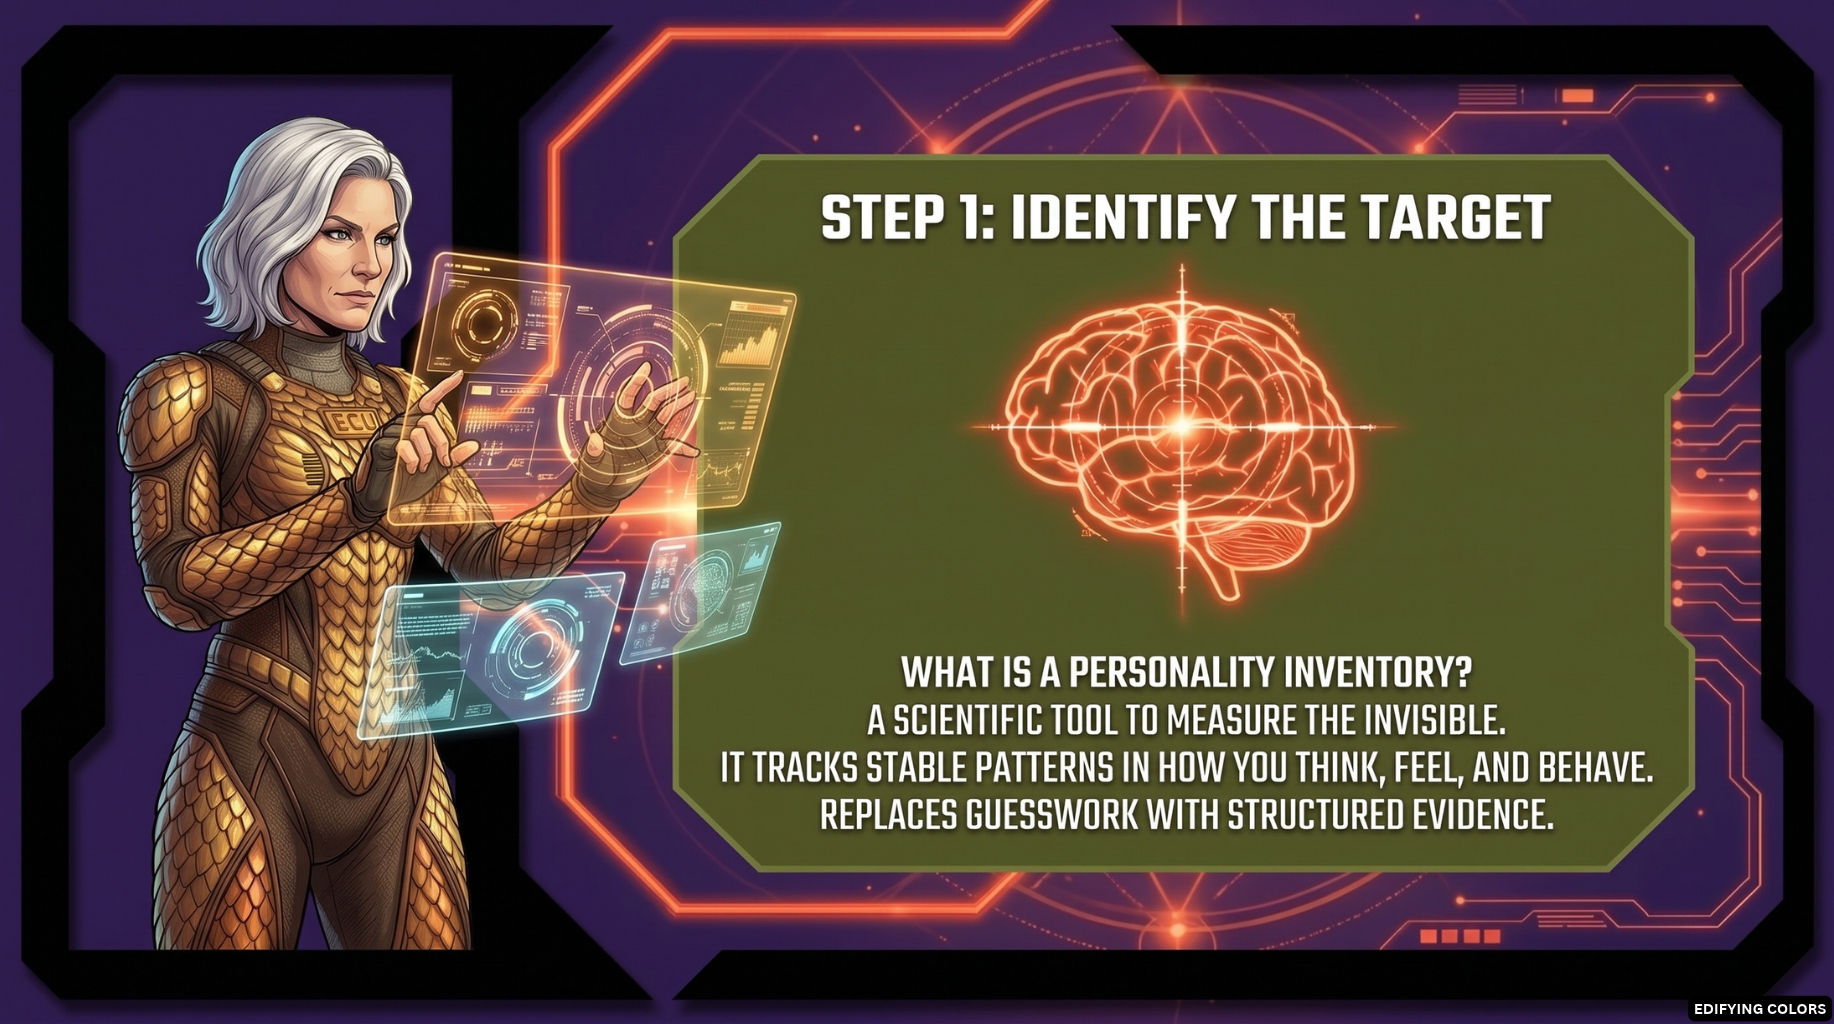 STEP 1: IDENTIFY THE TARGET
ECU
WHAT IS A PERSONALITY INVENTORY?
A SCIENTIFIC TOOL TO MEASURE THE INVISIBLE.
IT TRACKS STABLE PATTERNS IN HOW YOU THINK, FEEL, AND BEHAVE.
REPLACES GUESSWORK WITH STRUCTURED EVIDENCE.
EDIFYING COLORS